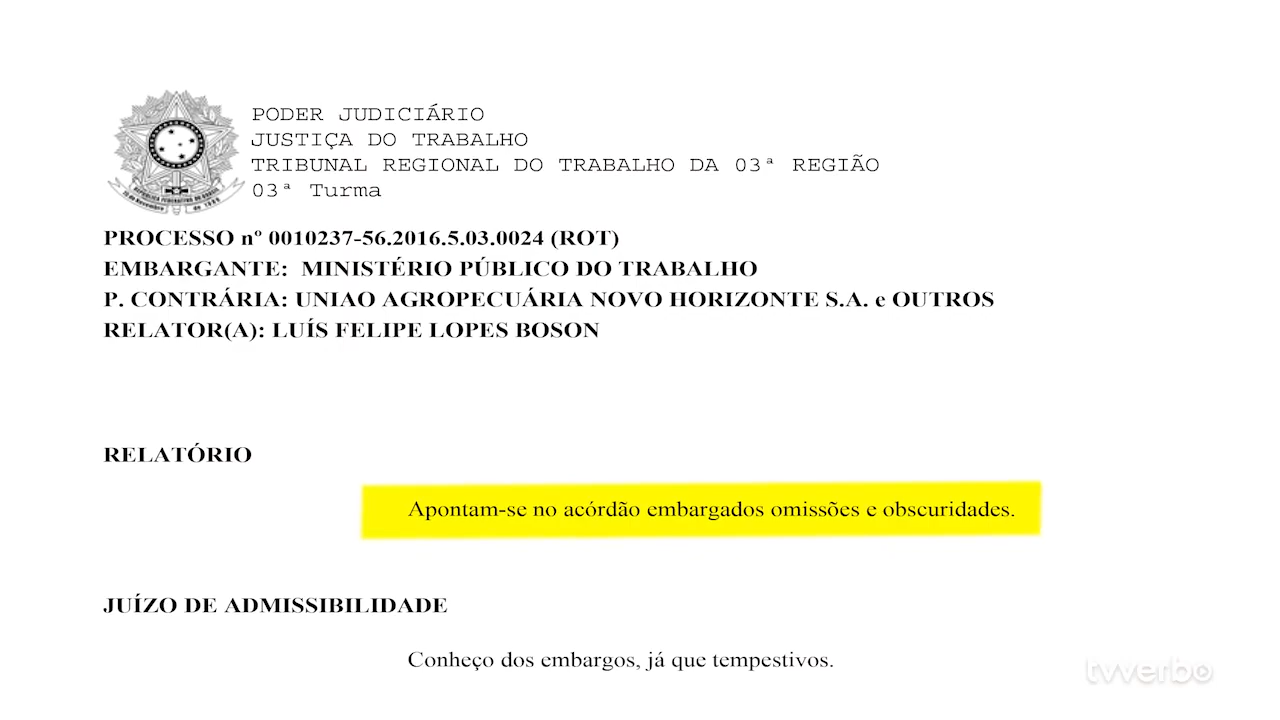 PODER JUDICIÁRIO
JUSTIÇA DO TRABALHO
TRIBUNAL REGIONAL DO TRABALHO DA 03ª REGIÃO
03ª Turma
PROCESSO nº 0010237-56.2016.5.03.0024 (ROT)
EMBARGANTE: MINISTÉRIO PÚBLICO DO TRABALHO
P. CONTRÁRIA: UNIAO AGROPECUÁRIA NOVO HORIZONTE S.A. e OUTROS
RELATOR(A): LUÍS FELIPE LOPES BOSON
RELATÓRIO
Apontam-se no acórdão embargados omissões e obscuridades.
JUÍZO DE ADMISSIBILIDADE
Conheço dos embargos, já que tempestivos.
tvverbo